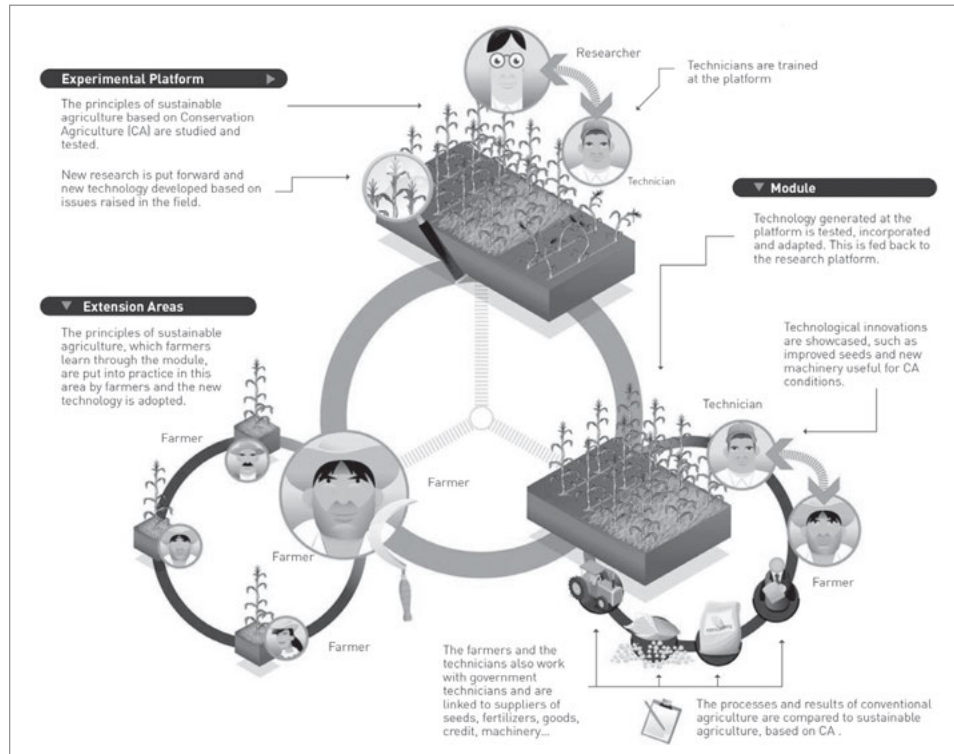 Experimental Platform
The principles of sustainable
agriculture based on Conservation
Agriculture (CA) are studied and
tested.
New research is put forward and
new technology developed based on
issues raised in the field.
Researcher
Technicians are trained
at the platform
Technician
Module
Technology generated at the
platform is tested, incorporated
and adapted. This is fed back to
the research platform.
Technological innovations
are showcased, such as
improved seeds and new
machinery useful for CA
conditions.
Extension Areas
The principles of sustainable
agriculture, which farmers
learn through the module,
are put into practice in this
area by farmers and the new
technology is adopted.
Farmer
Farmer
Farmer
Farmer
Technician
Farmer
The farmers and the
technicians also work
with government
technicians and are
linked to suppliers of
seeds, fertilizers, goods,
credit, machinery...
The processes and results of conventional
agriculture are compared to sustainable
agriculture, based on CA .